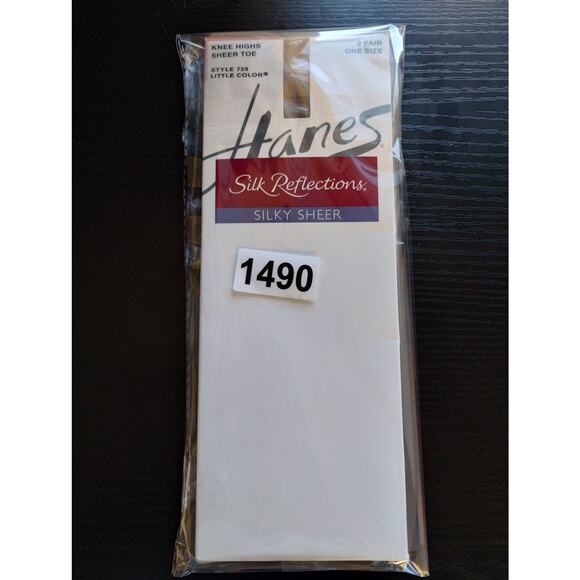 KNEE HIGHS
SHEER TOE
STYLE 725
LITTLE COLOR®
2 PAIR
ONE SIZE
Hanes®
Silk Reflections®
SILKY SHEER
1490